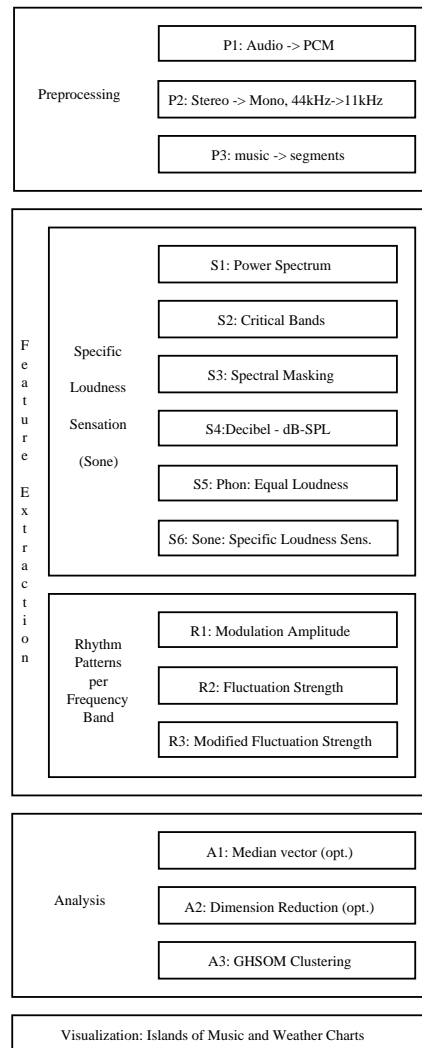 P1: Audio -> PCM
Preprocessing
P2: Stereo -> Mono, 44kHz->11kHz
P3: music -> segments
Feature Extraction
Specific
Loudness
Sensation
(Sone)
S1: Power Spectrum
S2: Critical Bands
S3: Spectral Masking
S4:Decibel - dB-SPL
S5: Phon: Equal Loudness
S6: Sone: Specific Loudness Sens.
Rhythm
Patterns
per
Frequency
Band
R1: Modulation Amplitude
R2: Fluctuation Strength
R3: Modified Fluctuation Strength
Analysis
A1: Median vector (opt.)
A2: Dimension Reduction (opt.)
A3: GHSOM Clustering
Visualization: Islands of Music and Weather Charts